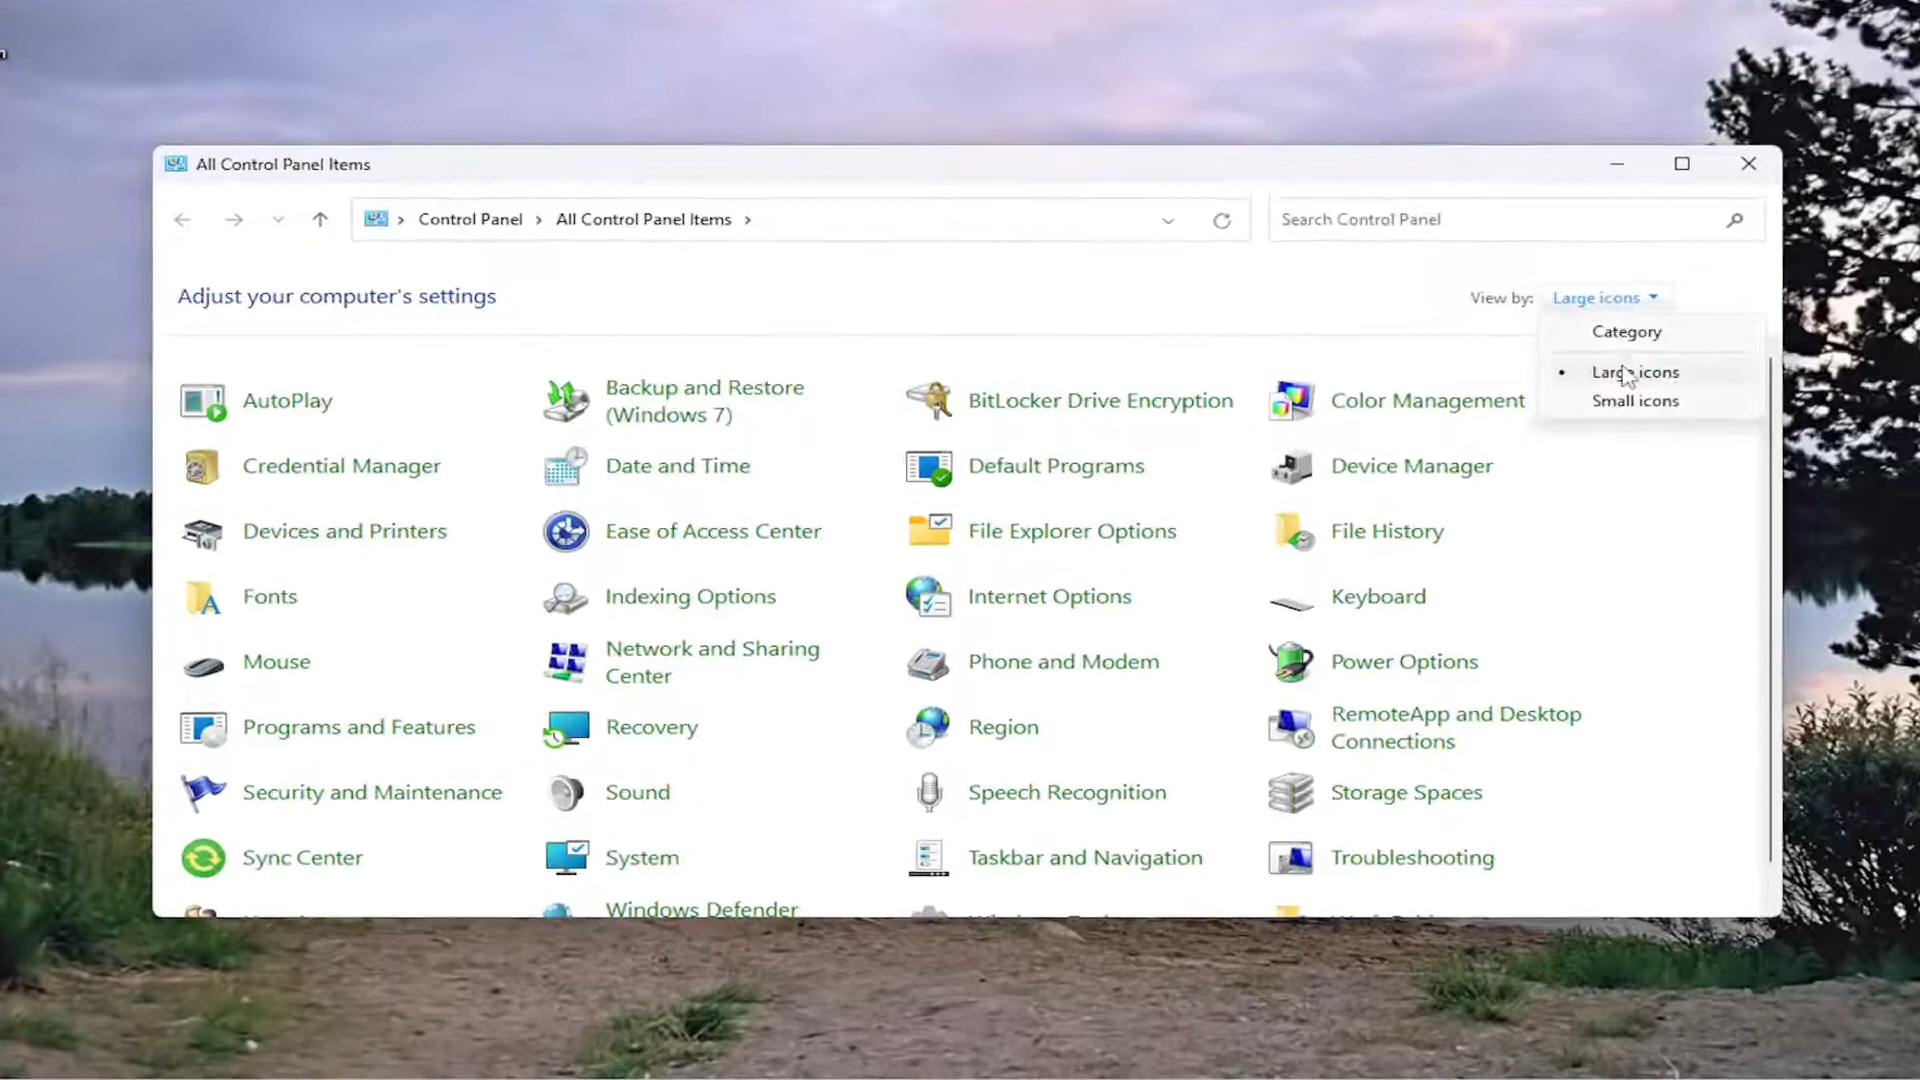 All Control Panel Items
Control Panel > All Control Panel Items >
Search Control Panel
Adjust your computer's settings
View by: Large icons
Category
Large icons
Small icons
AutoPlay
Backup and Restore
(Windows 7)
BitLocker Drive Encryption
Color Management
Credential Manager
Date and Time
Default Programs
Device Manager
Devices and Printers
Ease of Access Center
File Explorer Options
File History
Fonts
Indexing Options
Internet Options
Keyboard
Mouse
Network and Sharing
Center
Phone and Modem
Power Options
Programs and Features
Recovery
Region
RemoteApp and Desktop
Connections
Security and Maintenance
Sound
Speech Recognition
Storage Spaces
Sync Center
System
Taskbar and Navigation
Troubleshooting
Windows Defender